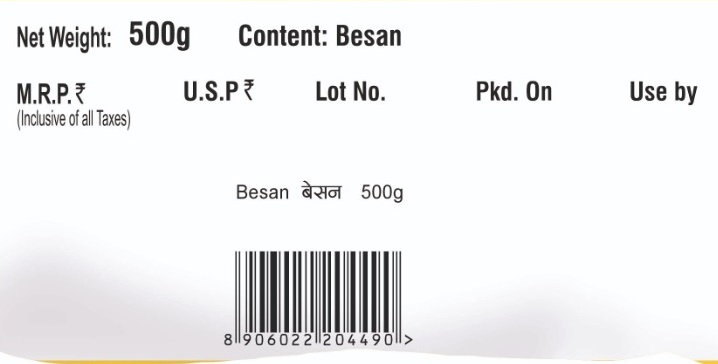 Net Weight: 500g Content: Besan
M.R.P.₹ U.S.P ₹ Lot No. Pkd. On Use by
(Inclusive of all Taxes)
Besan बेसन 500g
8 906022 204490 >